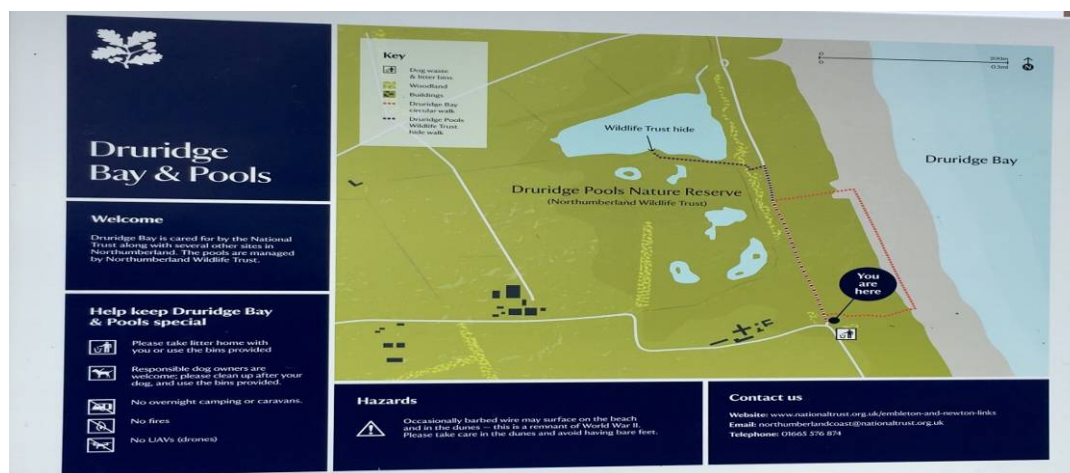 Druridge
Bay & Pools
Welcome
Druridge Bay is cared for by the National
Trust along with several other sites in
Northumberland. The pools are managed
by Northumberland Wildlife Trust.
Help keep Druridge Bay
& Pools special
Please take litter home with
you or use the bins provided
Responsible dog owners are
welcome; please clean up after your
dog, and use the bins provided.
No overnight camping or caravans.
No fires
No UAVs (drones)
Key
Dog waste
& litter bins
Woodland
Buildings
Druridge Bay
circular walk
Druridge Pools
Wildlife Trust
hide walk
Wildlife Trust hide
Druridge Pools Nature Reserve
(Northumberland Wildlife Trust)
0
0
0.3ml
N
Druridge Bay
You
are
here
Hazards
Occasionally barbed wire may surface on the beach
and in the dunes – this is a remnant of World War II.
Please take care in the dunes and avoid having bare feet.
Contact us
Website: www.nationaltrust.org.uk/embleton-and-newton-links
Email: northumberlandcoast@nationaltrust.org.uk
Telephone: 01665 576 874